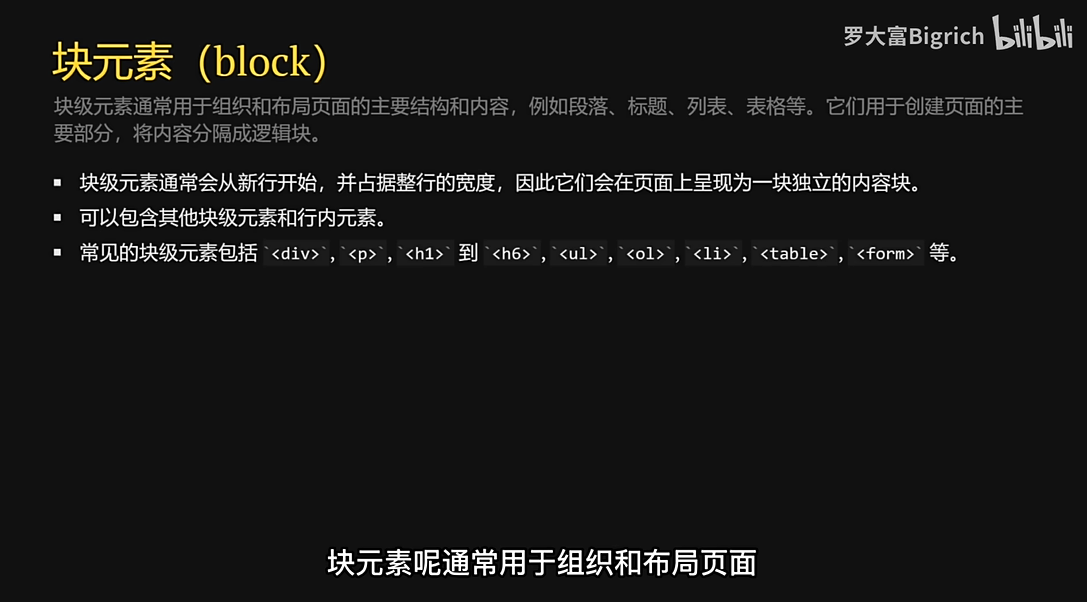 罗大富Bigrich bilibili
块元素（block）
块级元素通常用于组织和布局页面的主要结构和内容，例如段落、标题、列表、表格等。它们用于创建页面的主
要部分，将内容分隔成逻辑块。
▪ 块级元素通常会从新行开始，并占据整行的宽度，因此它们会在页面上呈现为一块独立的内容块。
▪ 可以包含其他块级元素和行内元素。
▪ 常见的块级元素包括 `<div>`, `<p>`, `<h1>` 到 `<h6>`, `<ul>`, `<ol>`, `<li>`, `<table>`, `<form>` 等。
块元素呢通常用于组织和布局页面